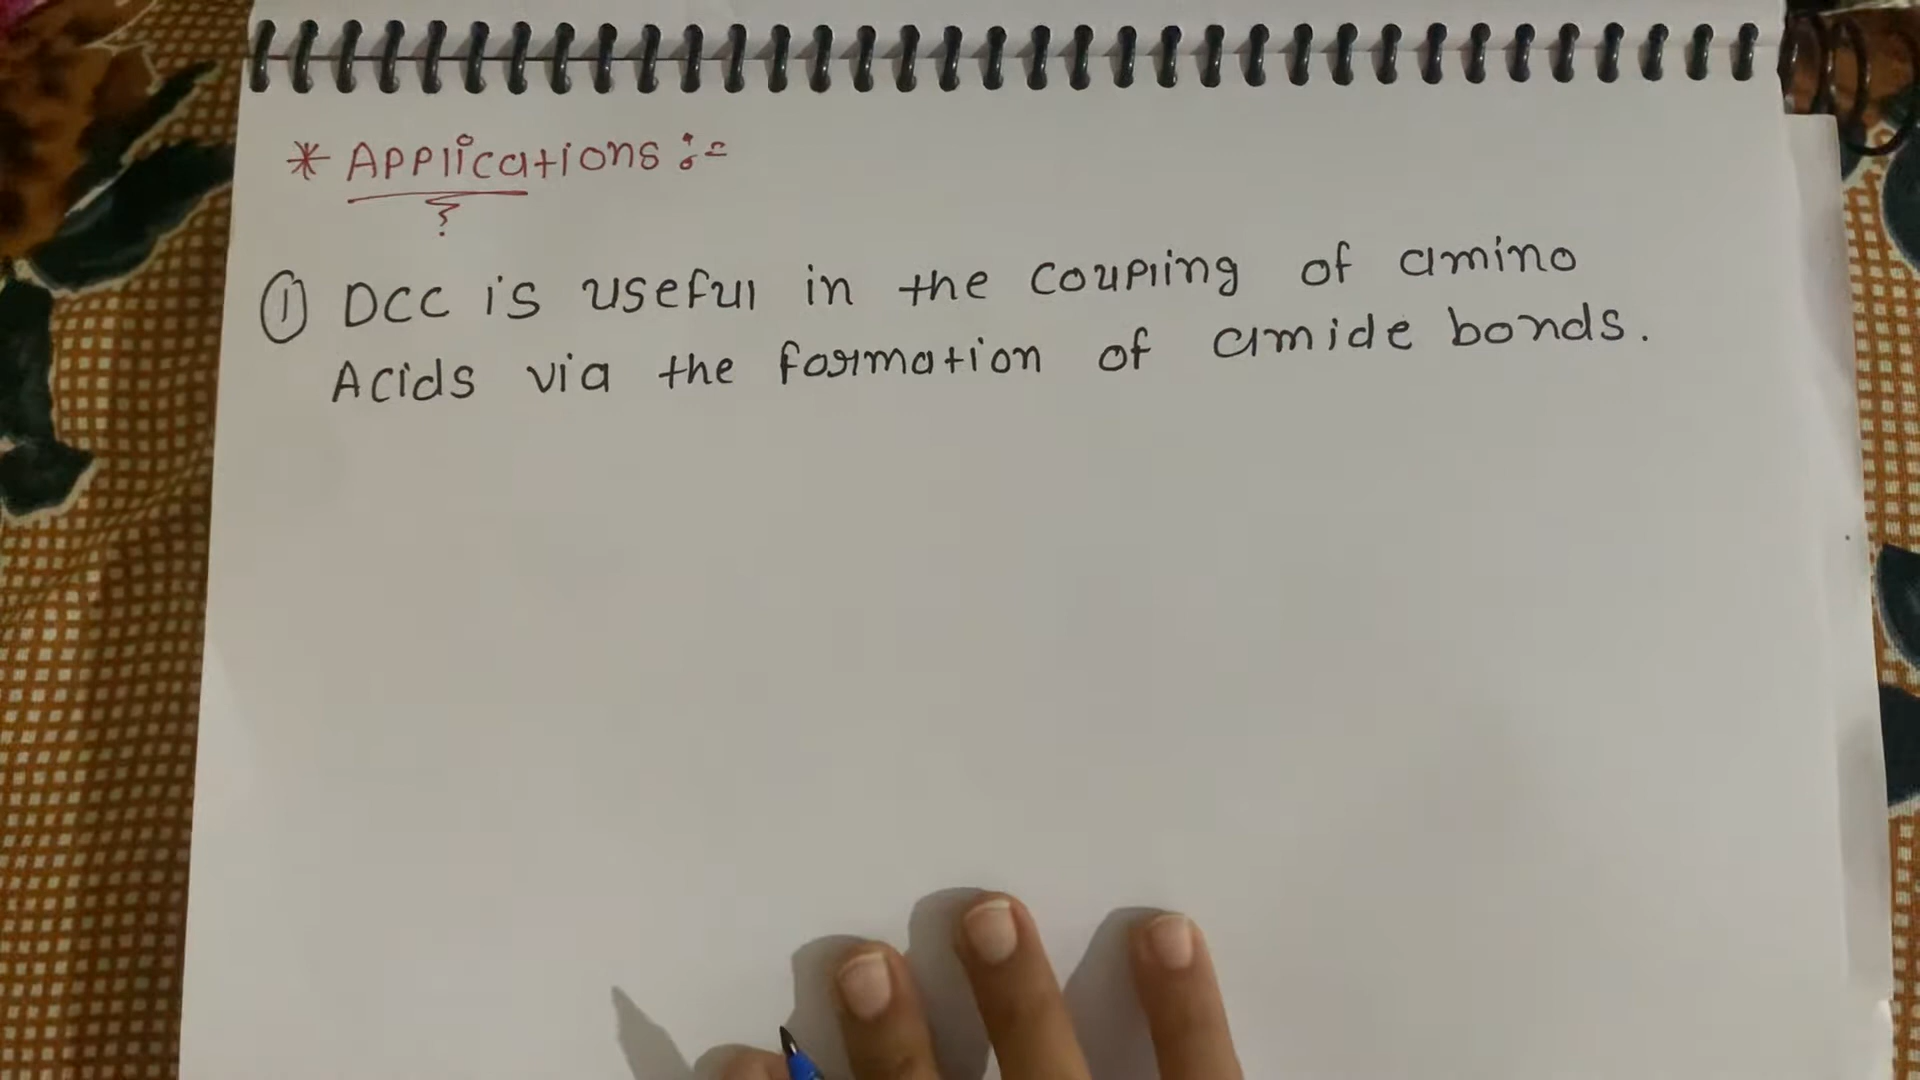 * Applications :=
① DCC is useful in the coupling of amino
Acids via the formation of amide bonds.